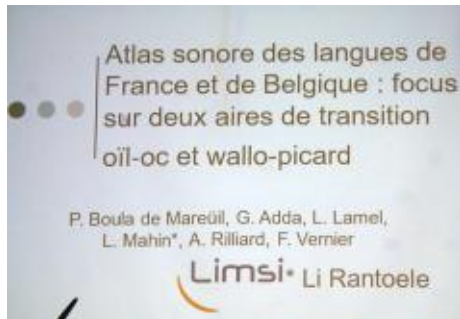 Atlas sonore des langues de
France et de Belgique : focus
sur deux aires de transition
oïl-oc et wallo-picard
P. Boula de Mareüil, G. Adda, L. Lamel,
L. Mahin*, A. Rilliard, F. Vernier
Limsi• Li Rantoele